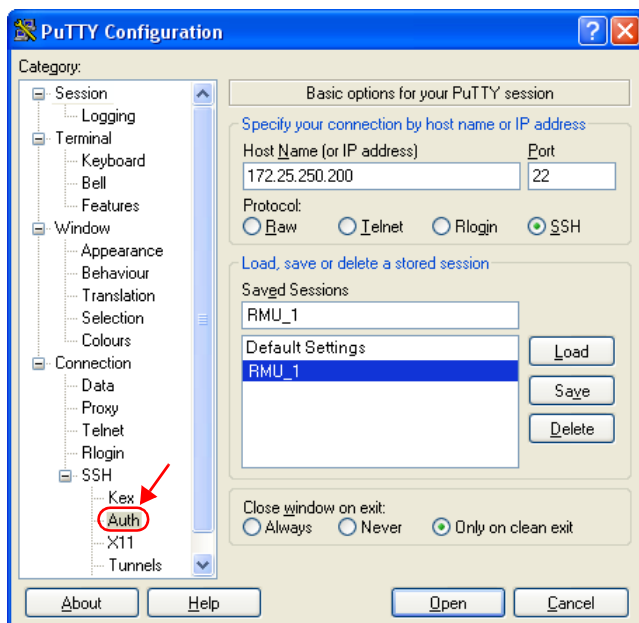 PuTTY Configuration
Category:
Session
Logging
Terminal
Keyboard
Bell
Features
Window
Appearance
Behaviour
Translation
Selection
Colours
Connection
Data
Proxy
Telnet
Rlogin
SSH
Kex
Auth
X11
Tunnels
Basic options for your PuTTY session
Specify your connection by host name or IP address
Host Name (or IP address) Port
172.25.250.200 22
Protocol:
Raw Telnet Rlogin SSH
Load, save or delete a stored session
Saved Sessions
RMU_1
Default Settings
RMU_1
Load
Save
Delete
Close window on exit:
Always Never Only on clean exit
About Help Open Cancel